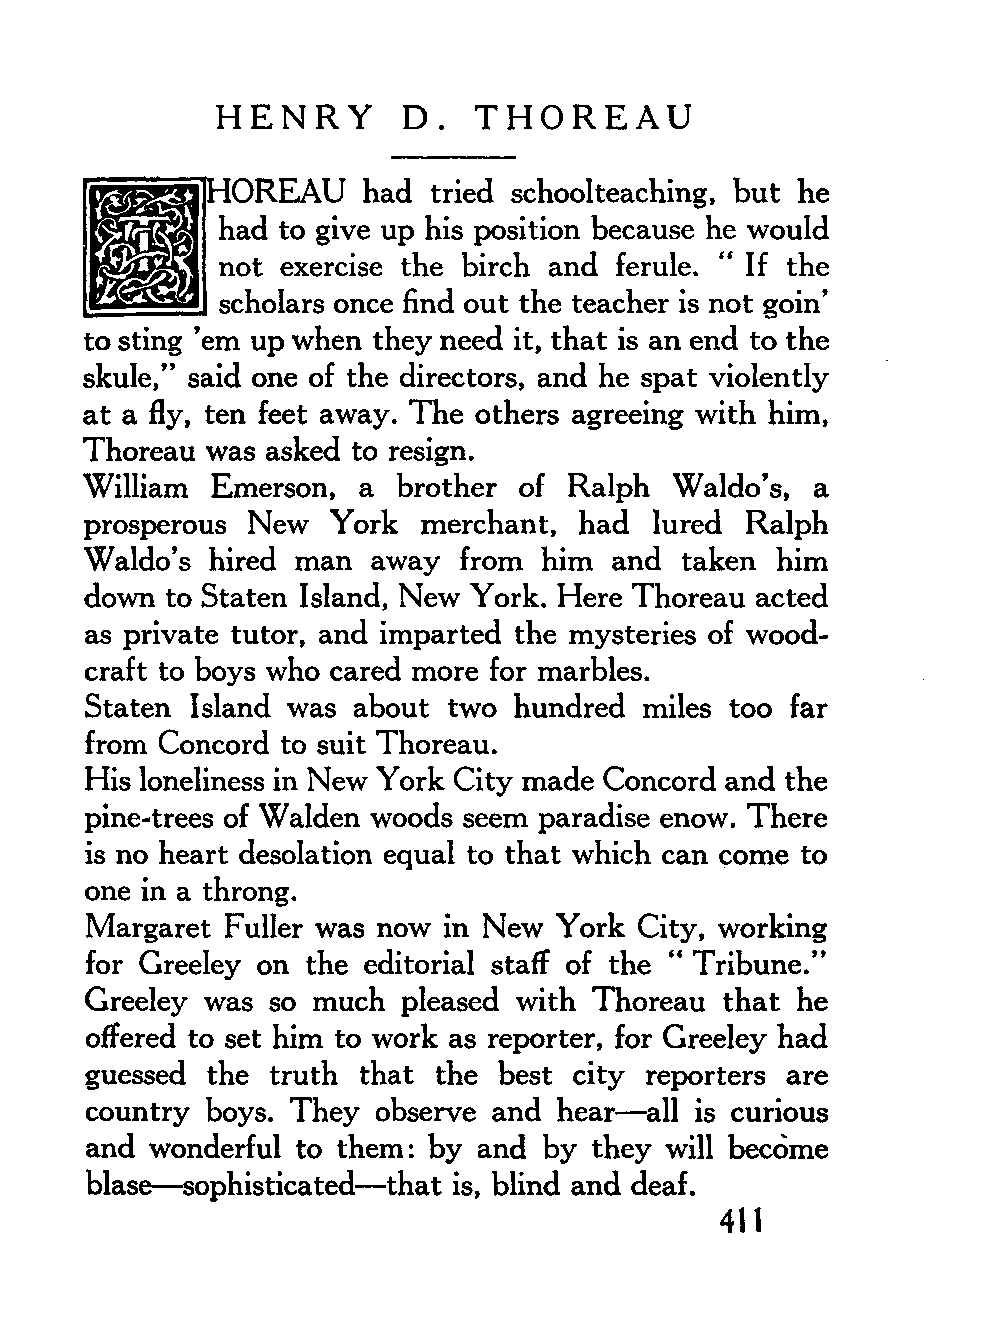 HENRY D. THOREAU
THOREAU had tried schoolteaching, but he
had to give up his position because he would
not exercise the birch and ferule. “ If the
scholars once find out the teacher is not goin’
to sting ’em up when they need it, that is an end to the
skule,” said one of the directors, and he spat violently
at a fly, ten feet away. The others agreeing with him,
Thoreau was asked to resign.
William Emerson, a brother of Ralph Waldo’s, a
prosperous New York merchant, had lured Ralph
Waldo’s hired man away from him and taken him
down to Staten Island, New York. Here Thoreau acted
as private tutor, and imparted the mysteries of wood-
craft to boys who cared more for marbles.
Staten Island was about two hundred miles too far
from Concord to suit Thoreau.
His loneliness in New York City made Concord and the
pine-trees of Walden woods seem paradise enow. There
is no heart desolation equal to that which can come to
one in a throng.
Margaret Fuller was now in New York City, working
for Greeley on the editorial staff of the “ Tribune.”
Greeley was so much pleased with Thoreau that he
offered to set him to work as reporter, for Greeley had
guessed the truth that the best city reporters are
country boys. They observe and hear—all is curious
and wonderful to them: by and by they will become
blase—sophisticated—that is, blind and deaf.
411